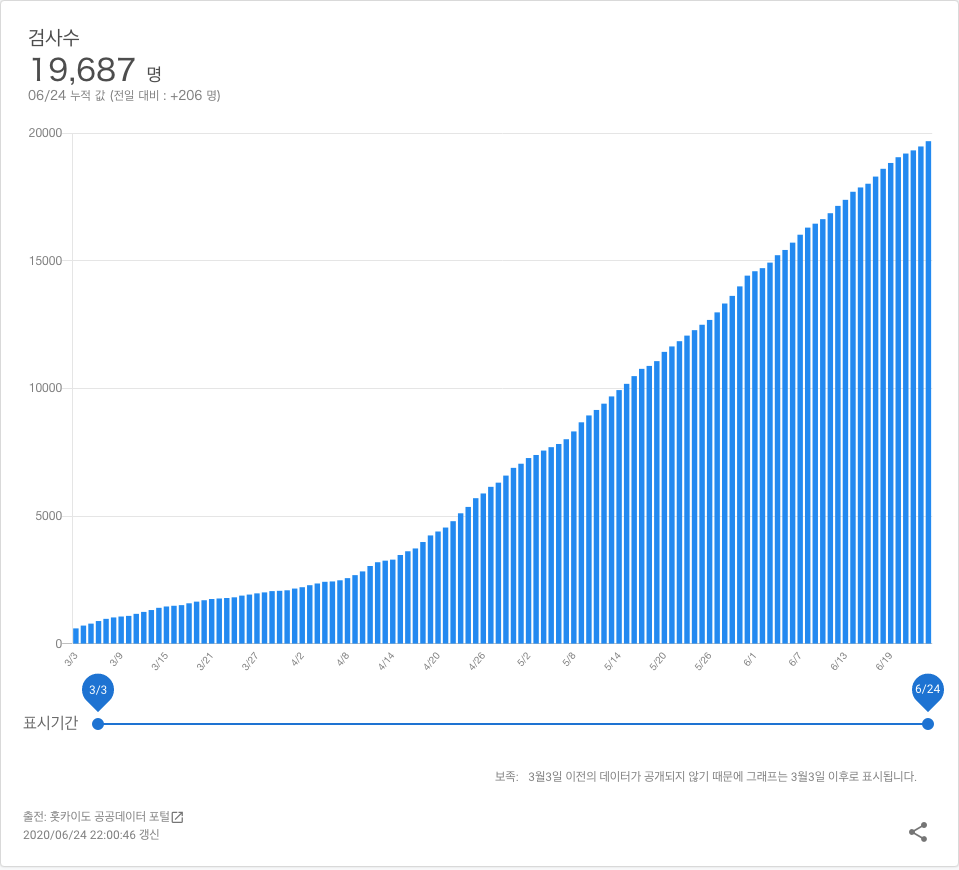 검사수
19,687 명
06/24 누적 값 (전일 대비 : +206 명)
20000
15000
10000
5000
0
3/3 3/9 3/15 3/21 3/27 4/2 4/8 4/14 4/20 4/26 5/2 5/8 5/14 5/20 5/26 6/1 6/7 6/13 6/19
3/3 6/24
표시기간
보족: 3월3일 이전의 데이터가 공개되지 않기 때문에 그래프는 3월3일 이후로 표시됩니다.
출전: 홋카이도 공공데이터 포털
2020/06/24 22:00:46 갱신